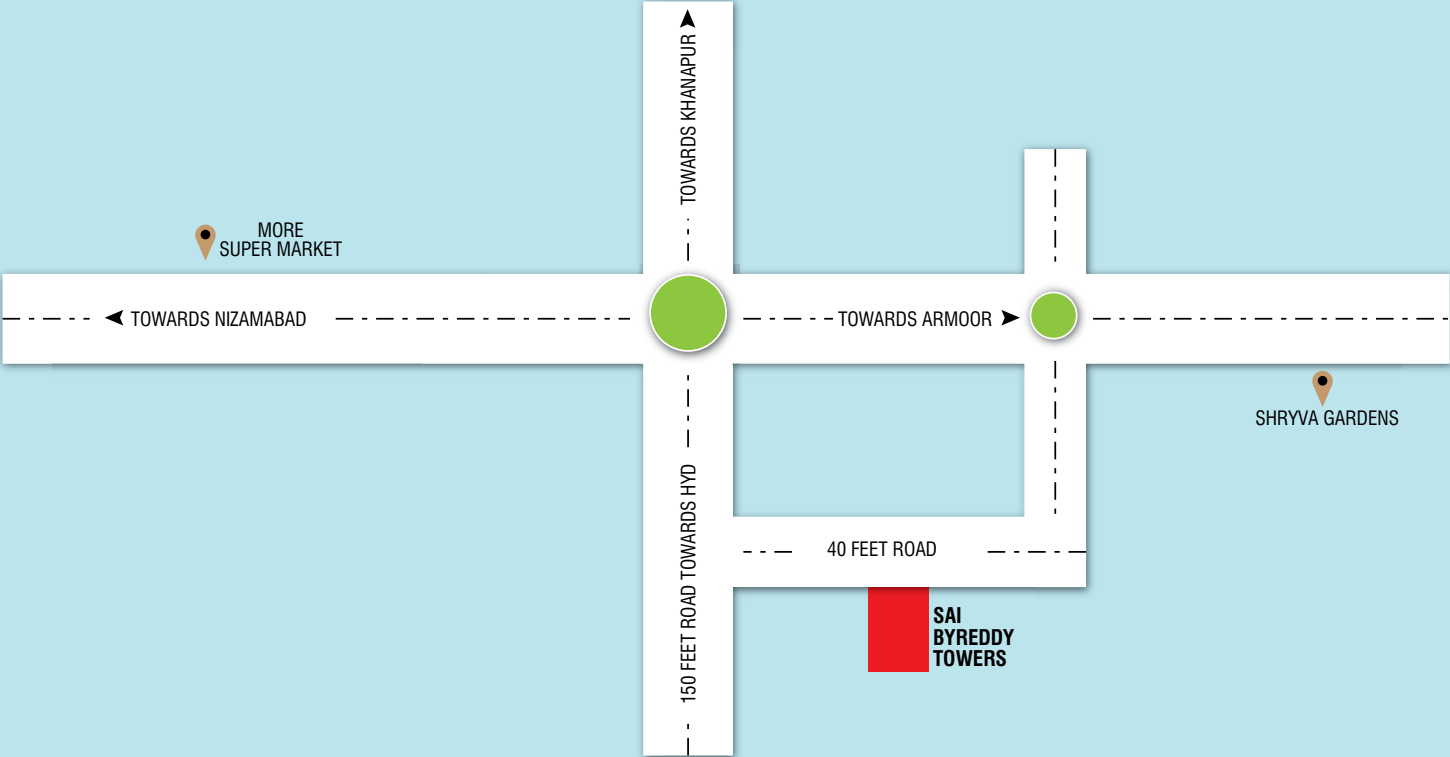 TOWARDS KHANAPUR
MORE
SUPER MARKET
TOWARDS NIZAMABAD
TOWARDS ARMOOR
SHRYVA GARDENS
150 FEET ROAD TOWARDS HYD
40 FEET ROAD
SAI
BYREDDY
TOWERS